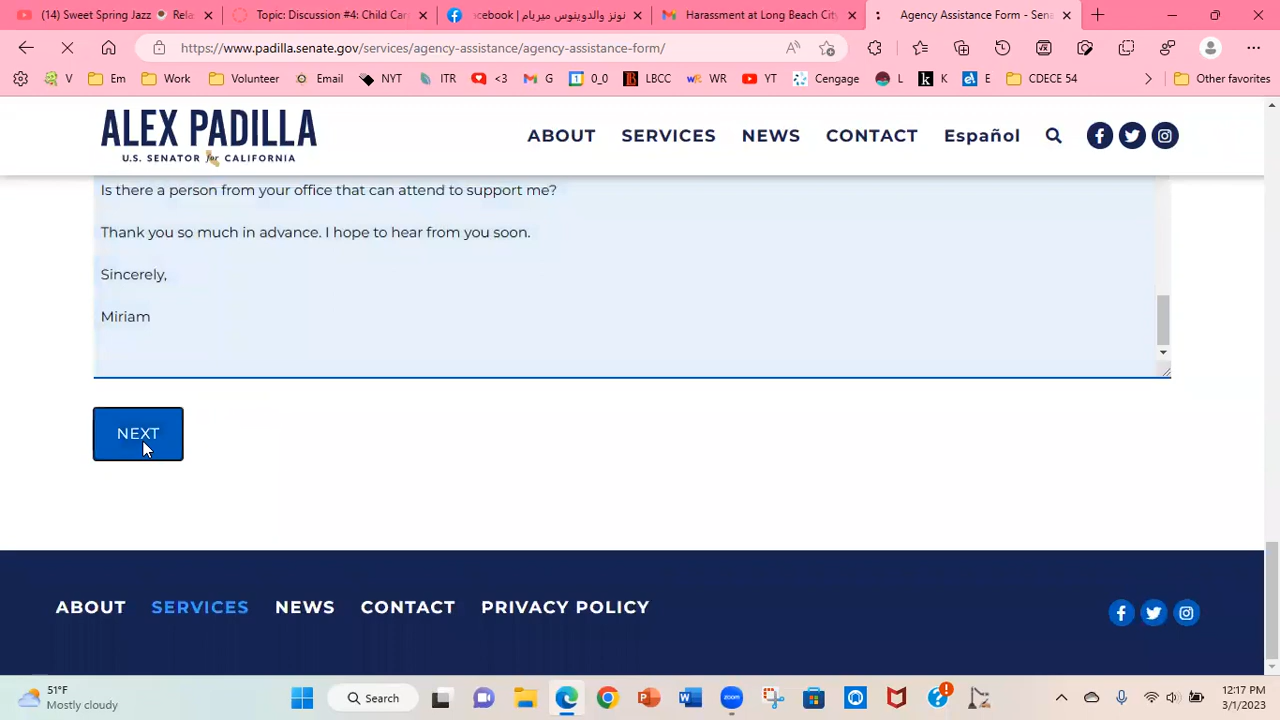 (14) Sweet Spring Jazz ☕ Rela
Topic: Discussion #4: Child Car
نونز والدوينوس ميريام | Facebook
Harassment at Long Beach City
Agency Assistance Form - Sena
https://www.padilla.senate.gov/services/agency-assistance/agency-assistance-form/
V Em Work Volunteer Email NYT ITR <3 G 0_0 LBCC WR YT Cengage L K E CDECE 54 Other favorites
ALEX PADILLA
U.S. SENATOR for CALIFORNIA
ABOUT SERVICES NEWS CONTACT Español
Is there a person from your office that can attend to support me?
Thank you so much in advance. I hope to hear from you soon.
Sincerely,
Miriam
NEXT
ABOUT SERVICES NEWS CONTACT PRIVACY POLICY
51°F
Mostly cloudy
Search
zoom
12:17 PM
3/1/2023